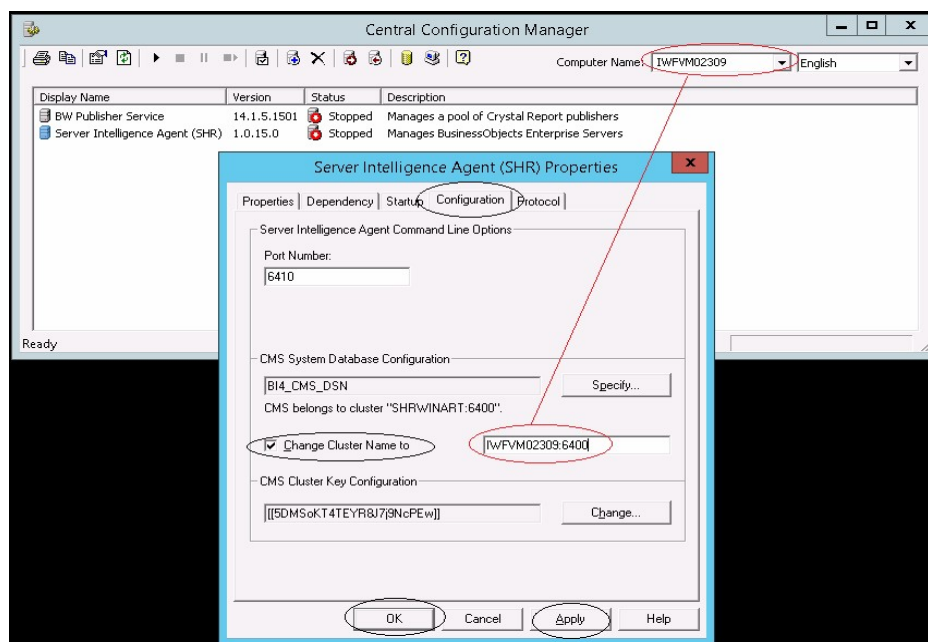 Central Configuration Manager
Computer Name: IWFVM02309 English
Display Name Version Status Description
BW Publisher Service 14.1.5.1501 Stopped Manages a pool of Crystal Report publishers
Server Intelligence Agent (SHR) 1.0.15.0 Stopped Manages BusinessObjects Enterprise Servers
Server Intelligence Agent (SHR) Properties
Properties Dependency Startup Configuration Protocol
Server Intelligence Agent Command Line Options
Port Number:
6410
Ready
CMS System Database Configuration
BI4_CMS_DSN Specify...
CMS belongs to cluster "SHRWINART:6400".
Change Cluster Name to IWFVM02309:6400
CMS Cluster Key Configuration
[[5DMSoKT4TEYR8J7j9NcPEw]] Change...
OK Cancel Apply Help